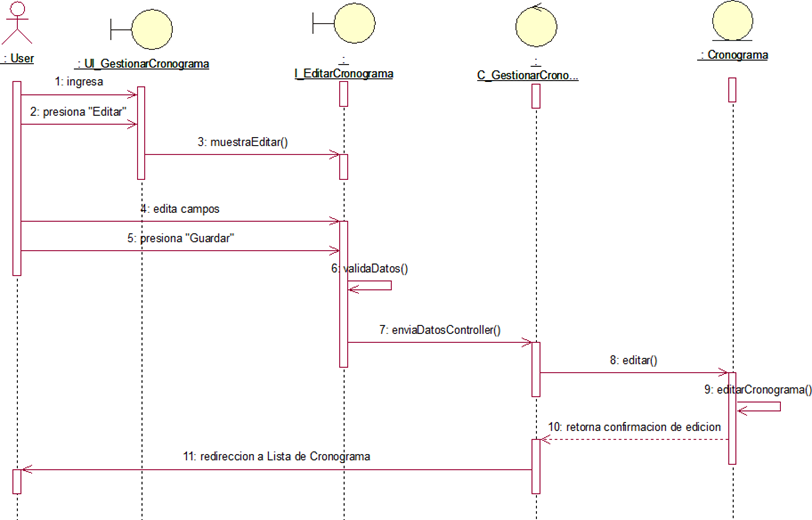 : User
: UI_GestionarCronograma
:
I_EditarCronograma
:
C_GestionarCrono...
: Cronograma
1: ingresa
2: presiona "Editar"
3: muestraEditar()
4: edita campos
5: presiona "Guardar"
6: validaDatos()
7: enviaDatosController()
8: editar()
9: editarCronograma()
10: retorna confirmacion de edicion
11: redireccion a Lista de Cronograma